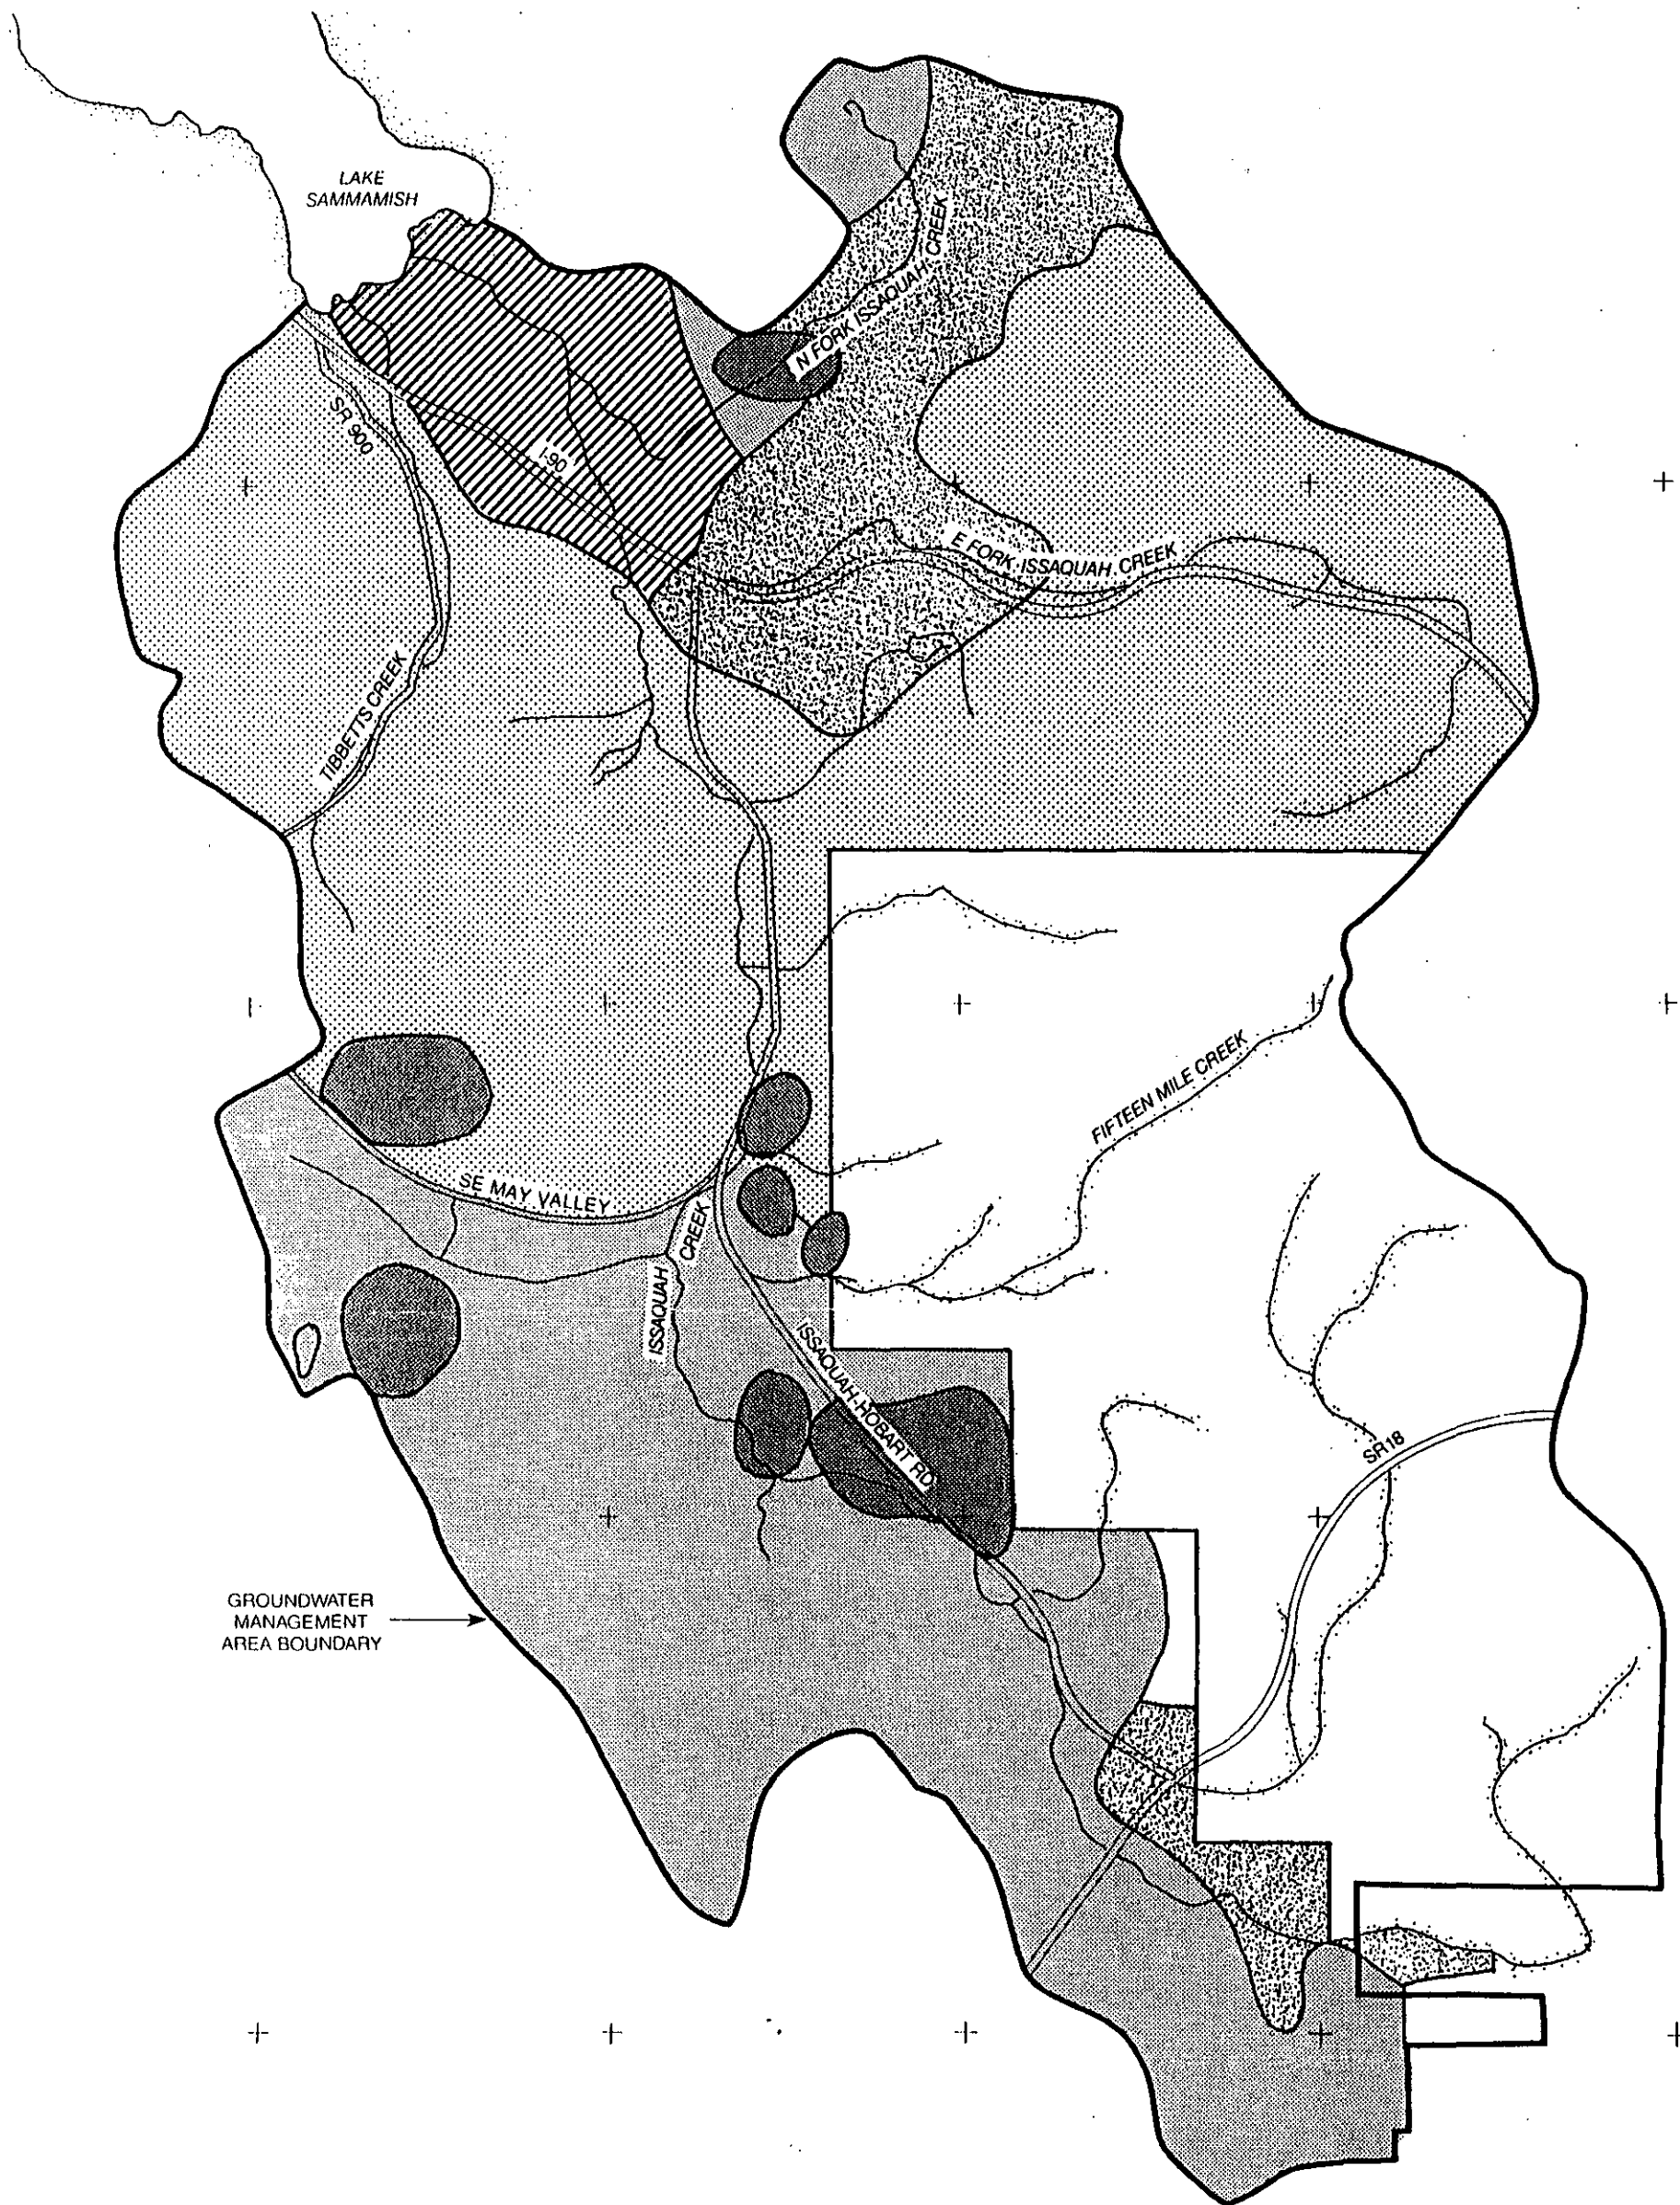 LAKE
SAMMAMISH
N FORK ISSAQUAH CREEK
SR 900
I-90
E FORK ISSAQUAH CREEK
TIBBETTS CREEK
FIFTEEN MILE CREEK
SE MAY VALLEY
ISSAQUAH CREEK
ISSAQUAH-HOBART RD
SR18
GROUNDWATER
MANAGEMENT
AREA BOUNDARY